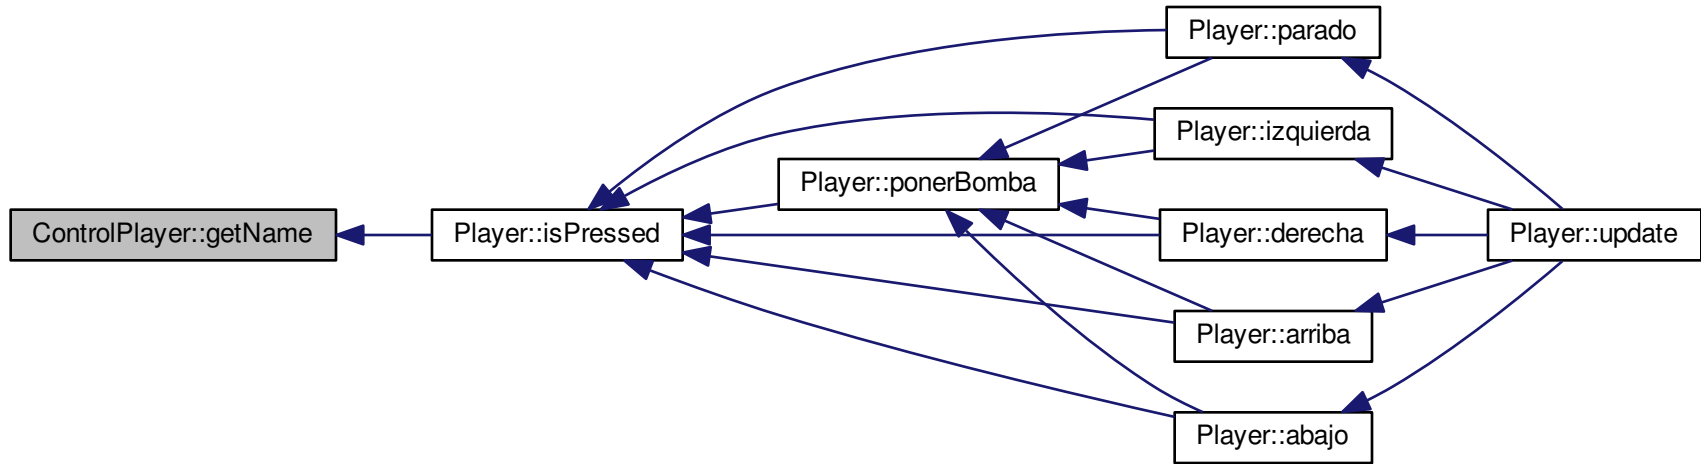 Player::parado
Player::izquierda
Player::ponerBomba
ControlPlayer::getName
Player::isPressed
Player::derecha
Player::update
Player::arriba
Player::abajo